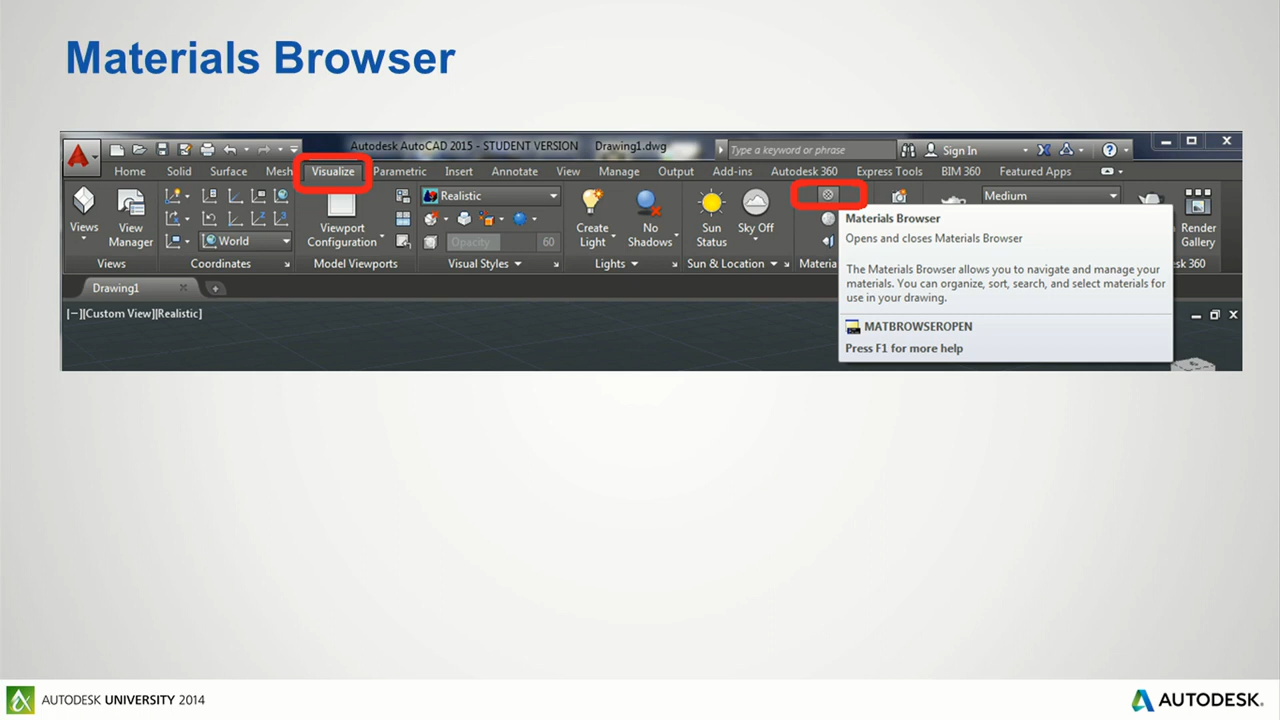 Materials Browser
Autodesk AutoCAD 2015 - STUDENT VERSION Drawing1.dwg
Type a keyword or phrase
Sign In
Home Solid Surface Mesh Visualize Parametric Annotate Insert View Manage Output Add-ins Autodesk 360 Express Tools BIM 360 Featured Apps
Realistic
Medium
Views
View
Manager
World
Viewport
Configuration
Opacity 60
Create
Light
No
Shadows
Sun
Status
Sky Off
Render
Gallery
Views Coordinates Model Viewports Visual Styles Lights Sun & Location Materia sk 360
Materials Browser
Opens and closes Materials Browser
The Materials Browser allows you to navigate and manage your
materials. You can organize, sort, search, and select materials for
use in your drawing.
MATBROWSEROPEN
Press F1 for more help
Drawing1
[−][Custom View][Realistic]
AUTODESK UNIVERSITY 2014
AUTODESK.